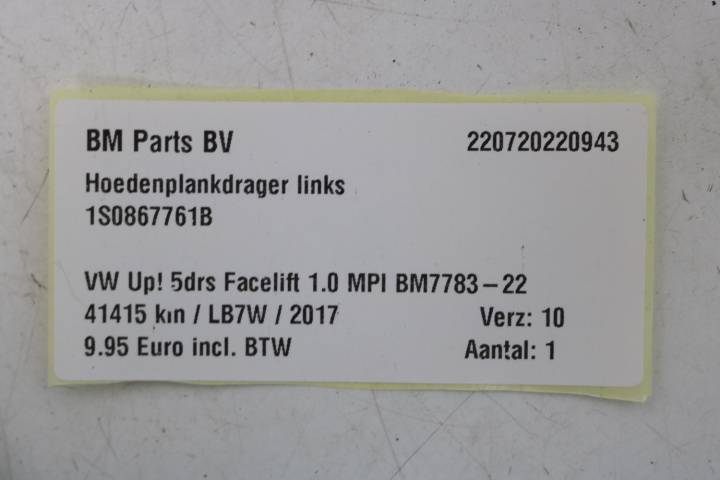 BM Parts BV 220720220943
Hoedenplankdrager links
1S0867761B
VW Up! 5drs Facelift 1.0 MPI BM7783-22
41415 km / LB7W / 2017 Verz: 10
9.95 Euro incl. BTW Aantal: 1